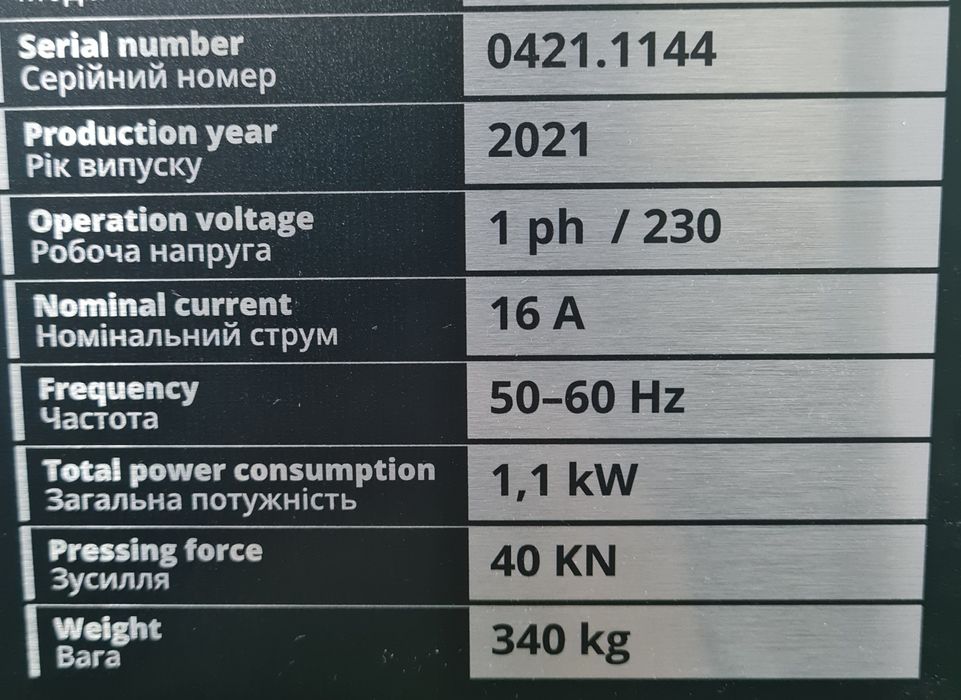 Serial number
Серійний номер
0421.1144
Production year
Рік випуску
2021
Operation voltage
Робоча напруга
1 ph / 230
Nominal current
Номінальний струм
16 A
Frequency
Частота
50–60 Hz
Total power consumption
Загальна потужність
1,1 kW
Pressing force
Зусилля
40 KN
Weight
Вага
340 kg